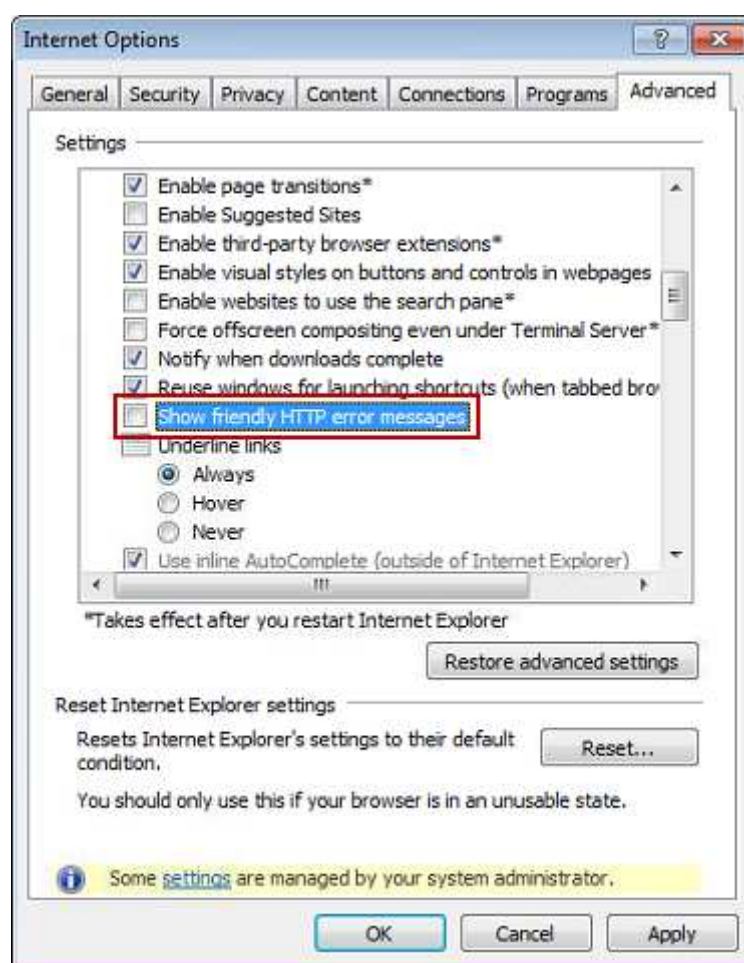 Internet Options
General Security Privacy Content Connections Programs Advanced
Settings
Enable page transitions*
Enable Suggested Sites
Enable third-party browser extensions*
Enable visual styles on buttons and controls in webpages
Enable websites to use the search pane*
Force offscreen compositing even under Terminal Server*
Notify when downloads complete
Reuse windows for launching shortcuts (when tabbed bro
Show friendly HTTP error messages
Underline links
Always
Hover
Never
Use inline AutoComplete (outside of Internet Explorer)
*Takes effect after you restart Internet Explorer
Restore advanced settings
Reset Internet Explorer settings
Resets Internet Explorer's settings to their default
condition.
Reset...
You should only use this if your browser is in an unusable state.
Some settings are managed by your system administrator.
OK Cancel Apply